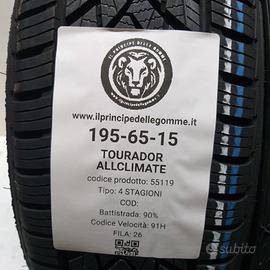 IL PRINCIPE DELLE GOMME
www.ilprincipedellegomme.it
195-65-15
TOURADOR
ALLCLIMATE
codice prodotto: 55119
Tipo: 4 STAGIONI
COD:
Battistrada: 90%
Codice Velocità: 91H
FILA: 26
subito